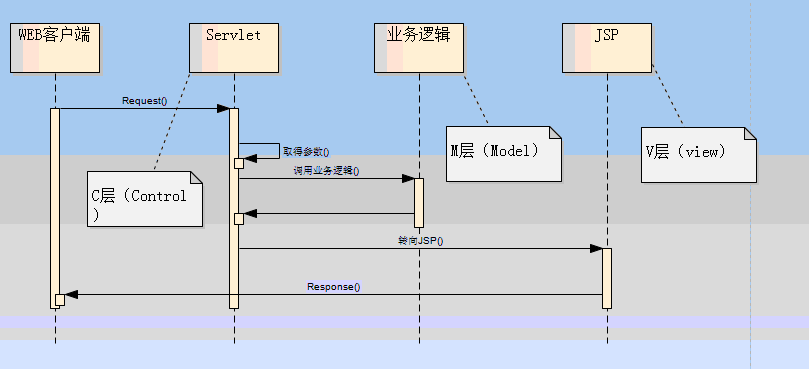 WEB客户端
Servlet
业务逻辑
JSP
Request()
取得参数()
M层（Model）
V层（view）
调用业务逻辑()
C层（Control
）
转向JSP()
Response()